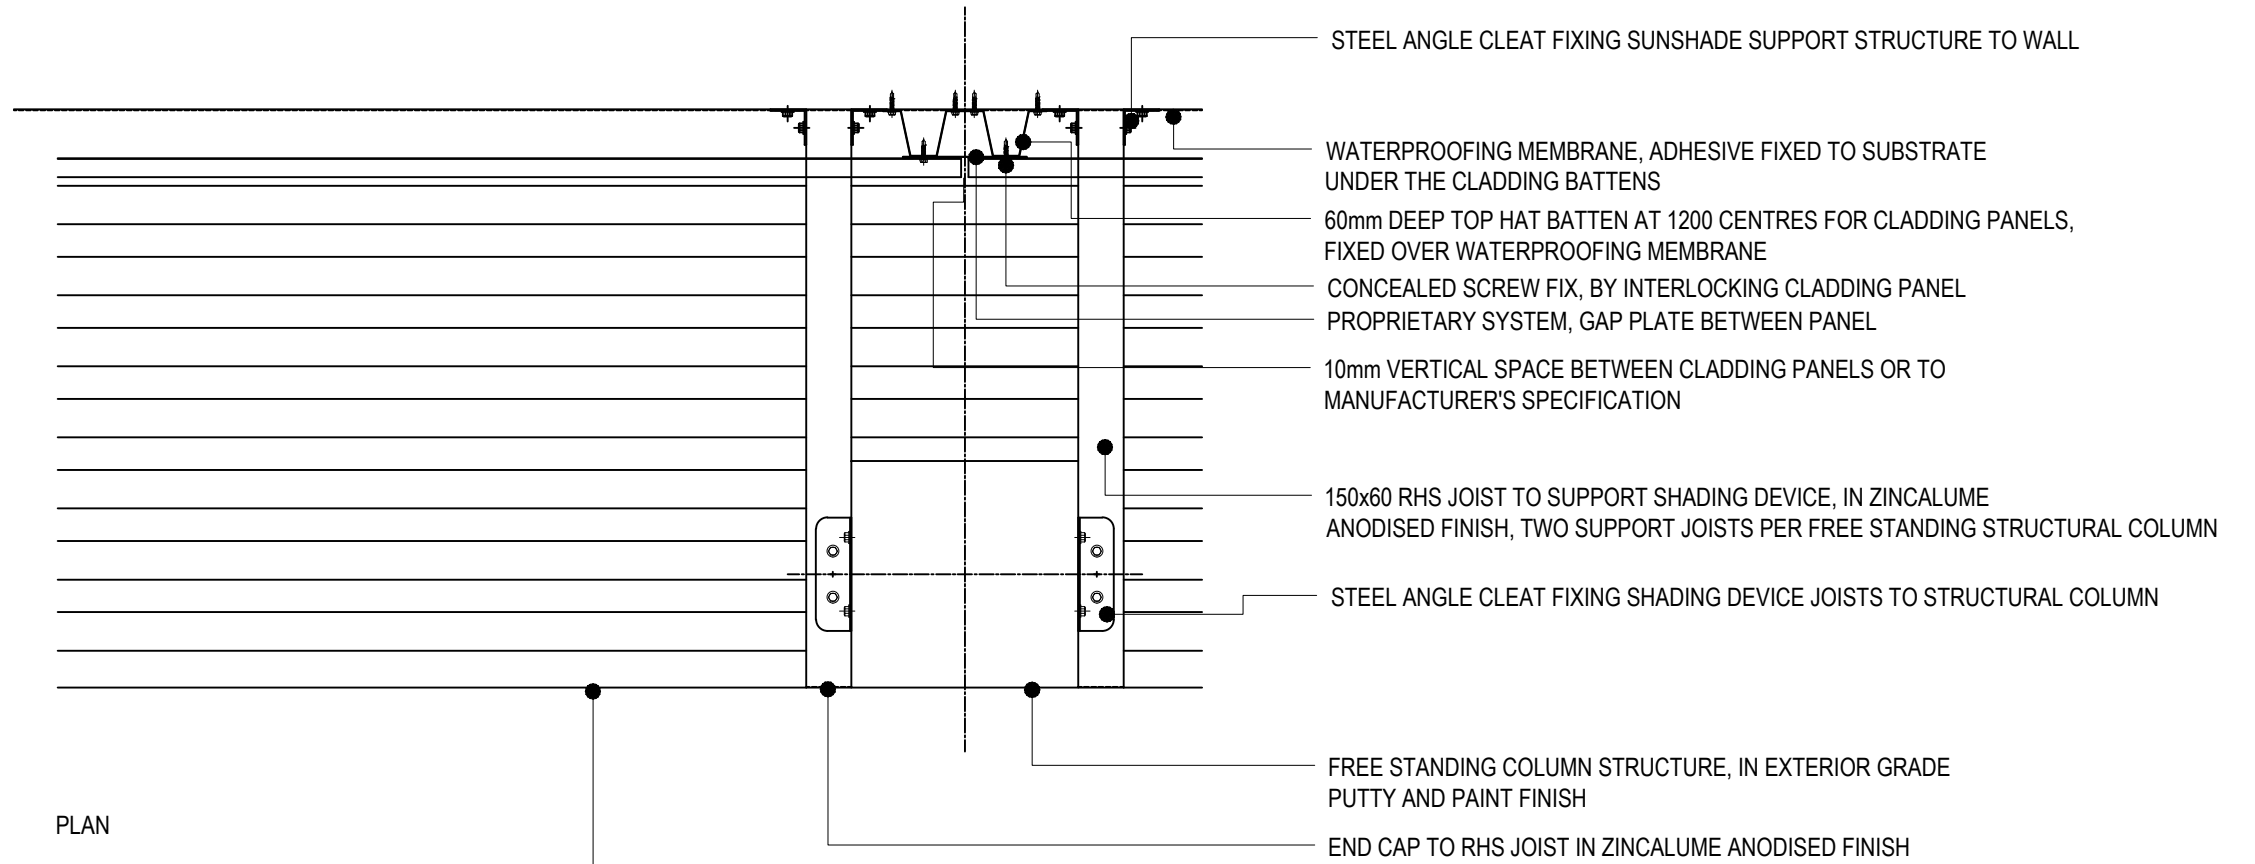 STEEL ANGLE CLEAT FIXING SUNSHADE SUPPORT STRUCTURE TO WALL
WATERPROOFING MEMBRANE, ADHESIVE FIXED TO SUBSTRATE
UNDER THE CLADDING BATTENS
60mm DEEP TOP HAT BATTEN AT 1200 CENTRES FOR CLADDING PANELS,
FIXED OVER WATERPROOFING MEMBRANE
CONCEALED SCREW FIX, BY INTERLOCKING CLADDING PANEL
PROPRIETARY SYSTEM, GAP PLATE BETWEEN PANEL
10mm VERTICAL SPACE BETWEEN CLADDING PANELS OR TO
MANUFACTURER'S SPECIFICATION
150x60 RHS JOIST TO SUPPORT SHADING DEVICE, IN ZINCALUME
ANODISED FINISH, TWO SUPPORT JOISTS PER FREE STANDING STRUCTURAL COLUMN
STEEL ANGLE CLEAT FIXING SHADING DEVICE JOISTS TO STRUCTURAL COLUMN
FREE STANDING COLUMN STRUCTURE, IN EXTERIOR GRADE
PUTTY AND PAINT FINISH
PLAN
END CAP TO RHS JOIST IN ZINCALUME ANODISED FINISH